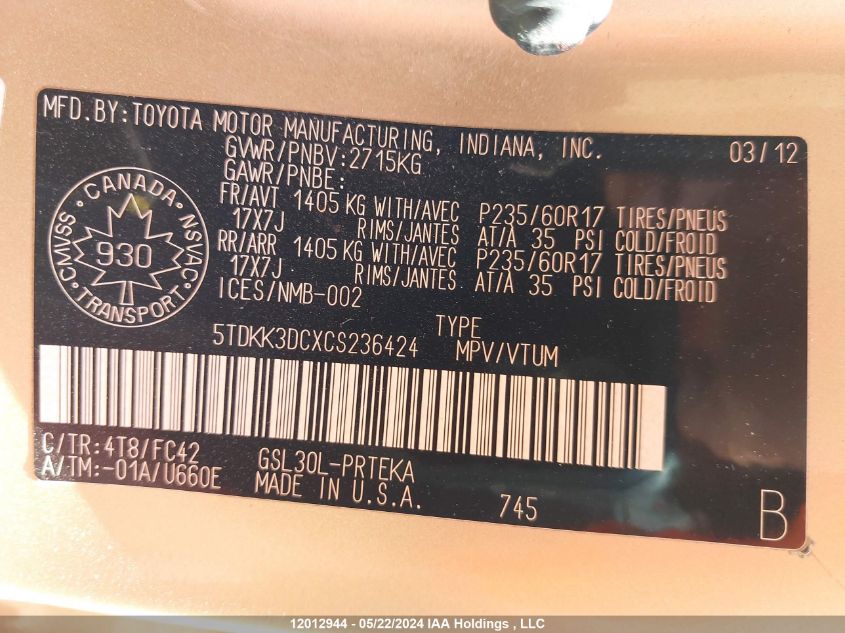 MFD.BY:TOYOTA MOTOR MANUFACTURING, INDIANA, INC. 03/12
GVWR/PNBV:2715KG
GAWR/PNBE:
FR/AVT 1405 KG WITH/AVEC P235/60R17 TIRES/PNEUS
17X7J RIMS/JANTES AT/À 35 PSI COLD/FROID
RR/ARR 1405 KG WITH/AVEC P235/60R17 TIRES/PNEUS
17X7J RIMS/JANTES AT/À 35 PSI COLD/FROID
ICES/NMB-002
CANADA
CMVSS NSVAC
930
TRANSPORT
TYPE
5TDKK3DCXCS236424 MPV/VTUM
C/TR:4T8/FC42 GSL30L-PRTEKA
A/TM:-01A/U660E MADE IN U.S.A. 745 B
12012944 - 05/22/2024 IAA Holdings , LLC